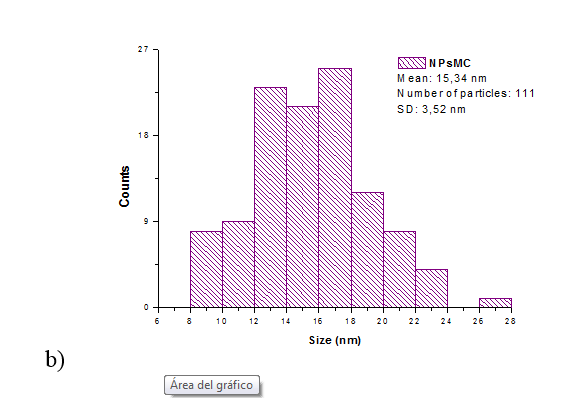 27
NPsMC
Mean: 15,34 nm
Number of particles: 111
SD: 3,52 nm
18
Counts
9
0
6 8 10 12 14 16 18 20 22 24 26 28
Size (nm)
b)
Área del gráfico